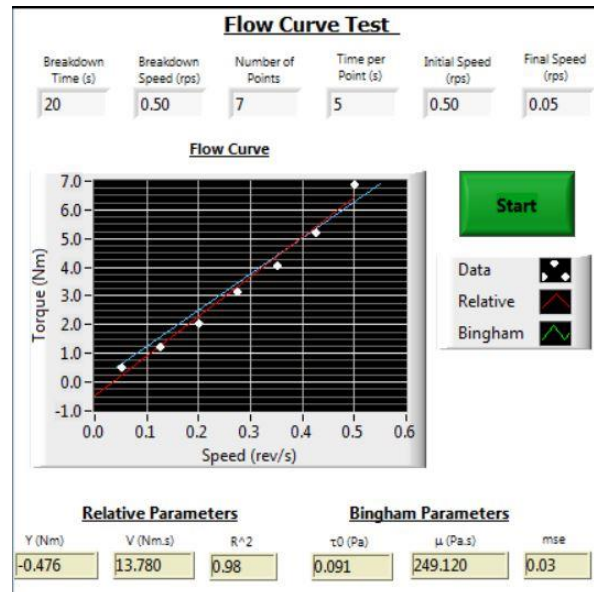 Flow Curve Test
Breakdown Time (s)
Breakdown Speed (rps)
Number of Points
Time per Point (s)
Initial Speed (rps)
Final Speed (rps)
20
0.50
7
5
0.50
0.05
Flow Curve
Torque (Nm)
7.0
6.0
5.0
4.0
3.0
2.0
1.0
0.0
-1.0
0.0 0.1 0.2 0.3 0.4 0.5 0.6
Speed (rev/s)
Start
Data
Relative
Bingham
Relative Parameters
Y (Nm) V (Nm.s) R^2
-0.476 13.780 0.98
Bingham Parameters
τ0 (Pa) μ (Pa.s) mse
0.091 249.120 0.03